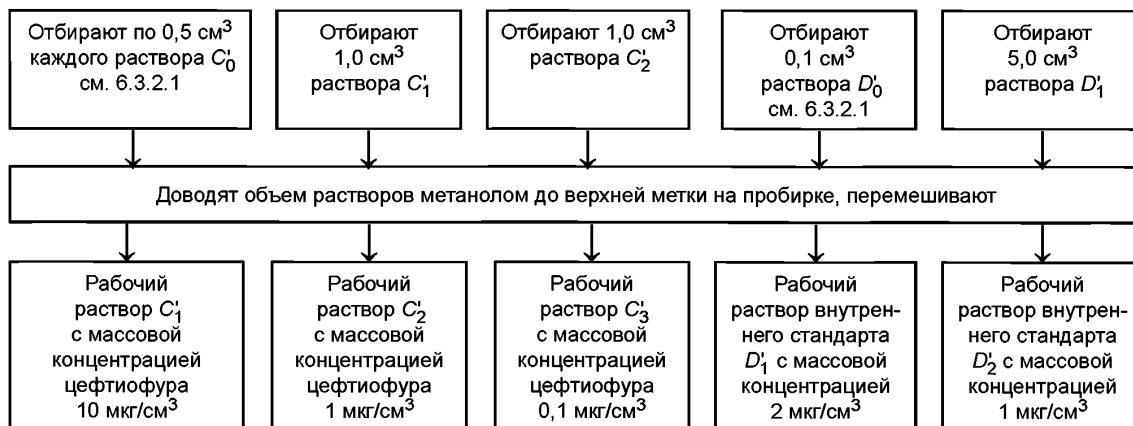 Отбирают по 0,5 см³
каждого раствора C′₀
см. 6.3.2.1
Отбирают
1,0 см³
раствора C′₁
Отбирают 1,0 см³
раствора C′₂
Отбирают
0,1 см³
раствора D′₀
см. 6.3.2.1
Отбирают
5,0 см³
раствора D′₁
Доводят объем растворов метанолом до верхней метки на пробирке, перемешивают
Рабочий
раствор C′₁
с массовой
концентрацией
цефтиофура
10 мкг/см³
Рабочий
раствор C′₂
с массовой
концентрацией
цефтиофура
1 мкг/см³
Рабочий
раствор C′₃
с массовой
концентрацией
цефтиофура
0,1 мкг/см³
Рабочий
раствор внутрен-
него стандарта
D′₁ с массовой
концентрацией
2 мкг/см³
Рабочий
раствор внутрен-
него стандарта
D′₂ с массовой
концентрацией
1 мкг/см³